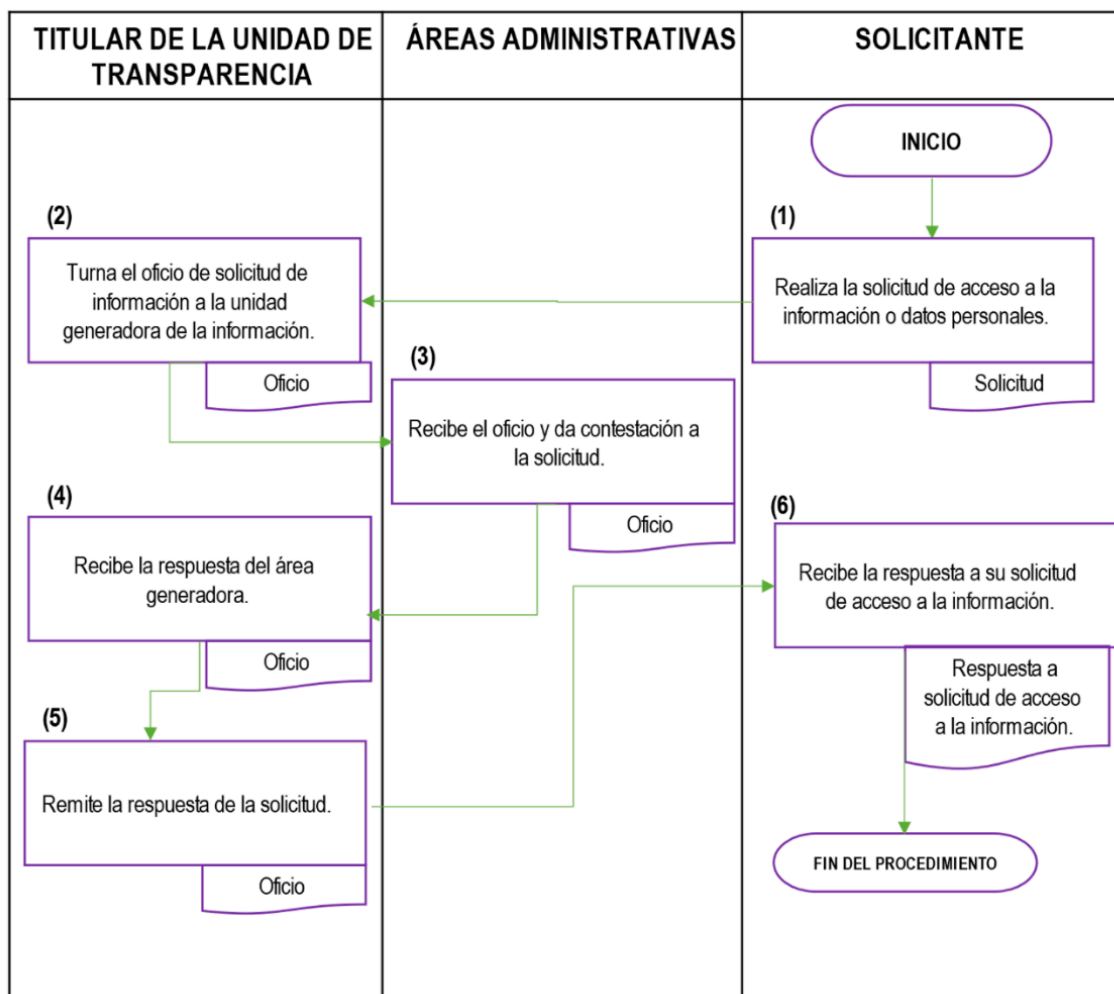 TITULAR DE LA UNIDAD DE
TRANSPARENCIA
ÁREAS ADMINISTRATIVAS
SOLICITANTE
INICIO
(1)
Realiza la solicitud de acceso a la
información o datos personales.
Solicitud
(2)
Turna el oficio de solicitud de
información a la unidad
generadora de la información.
Oficio
(3)
Recibe el oficio y da contestación a
la solicitud.
Oficio
(4)
Recibe la respuesta del área
generadora.
Oficio
(5)
Remite la respuesta de la solicitud.
Oficio
(6)
Recibe la respuesta a su solicitud
de acceso a la información.
Respuesta a
solicitud de acceso
a la información.
FIN DEL PROCEDIMIENTO